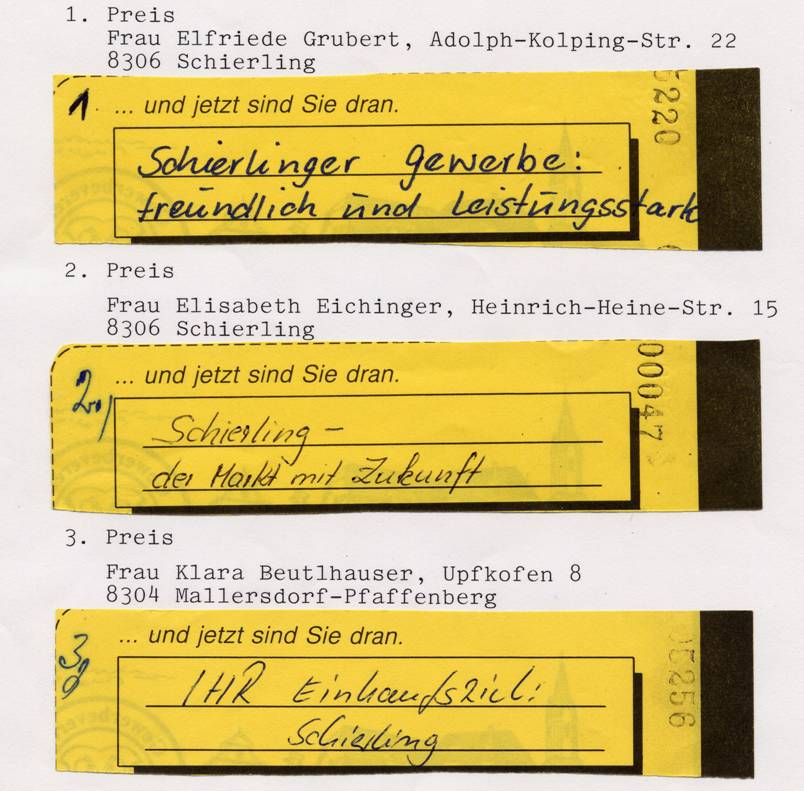 1. Preis
Frau Elfriede Grubert, Adolph-Kolping-Str. 22
8306 Schierling
1. ... und jetzt sind Sie dran.
5220
Schierlinger Gewerbe:
freundlich und leistungsstark
2. Preis
Frau Elisabeth Eichinger, Heinrich-Heine-Str. 15
8306 Schierling
2.) ... und jetzt sind Sie dran.
00047
Schierling –
der Markt mit Zukunft
3. Preis
Frau Klara Beutlhauser, Upfkofen 8
8304 Mallersdorf-Pfaffenberg
3) ... und jetzt sind Sie dran.
05256
IHR Einkaufsziel:
Schierling